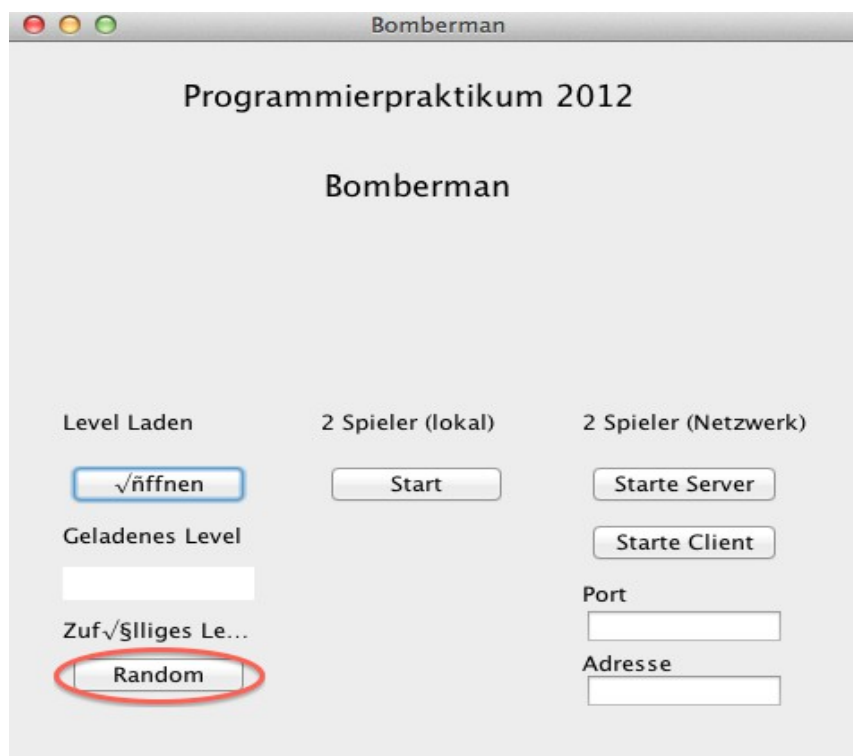 Bomberman
Programmierpraktikum 2012
Bomberman
Level Laden
√ñffnen
Geladenes Level
Zuf√§lliges Le...
Random
2 Spieler (lokal)
Start
2 Spieler (Netzwerk)
Starte Server
Starte Client
Port
Adresse